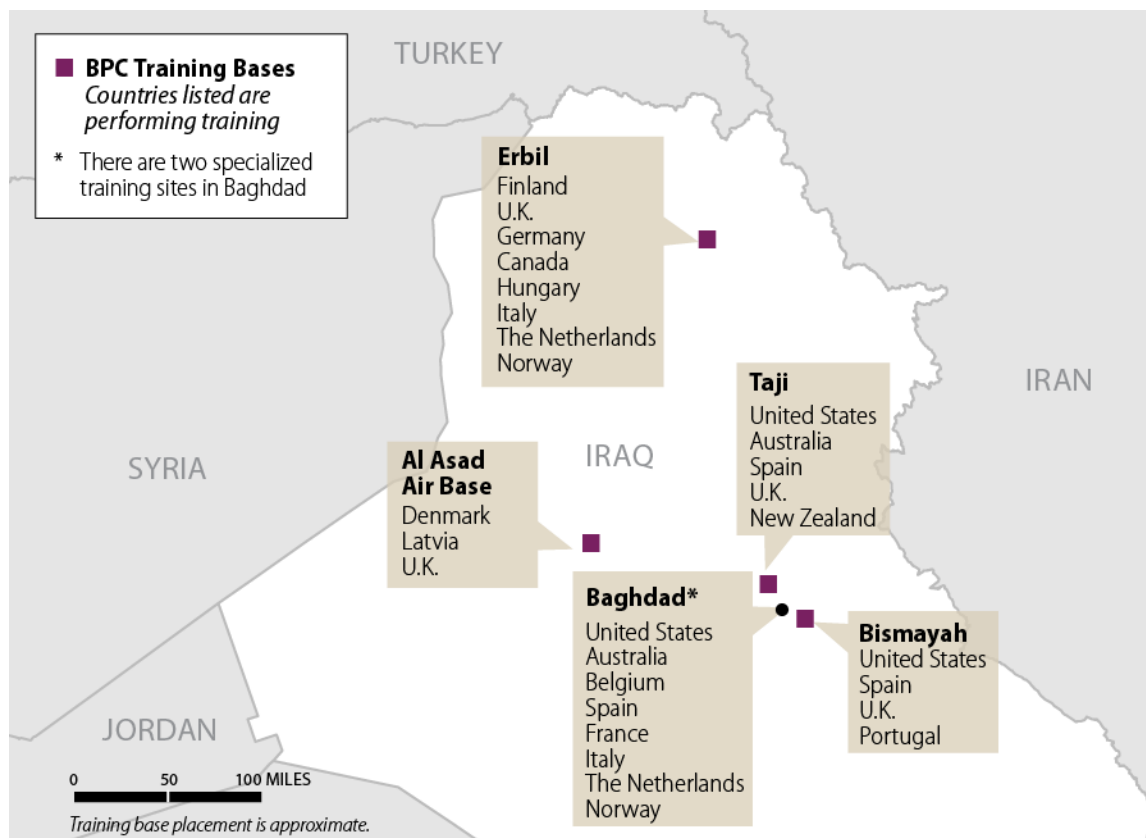 BPC Training Bases
Countries listed are
performing training
* There are two specialized
training sites in Baghdad
TURKEY
SYRIA
IRAQ
IRAN
JORDAN
Erbil
Finland
U.K.
Germany
Canada
Hungary
Italy
The Netherlands
Norway
Taji
United States
Australia
Spain
U.K.
New Zealand
Al Asad
Air Base
Denmark
Latvia
U.K.
Baghdad*
United States
Australia
Belgium
Spain
France
Italy
The Netherlands
Norway
Bismayah
United States
Spain
U.K.
Portugal
0 50 100 MILES
Training base placement is approximate.